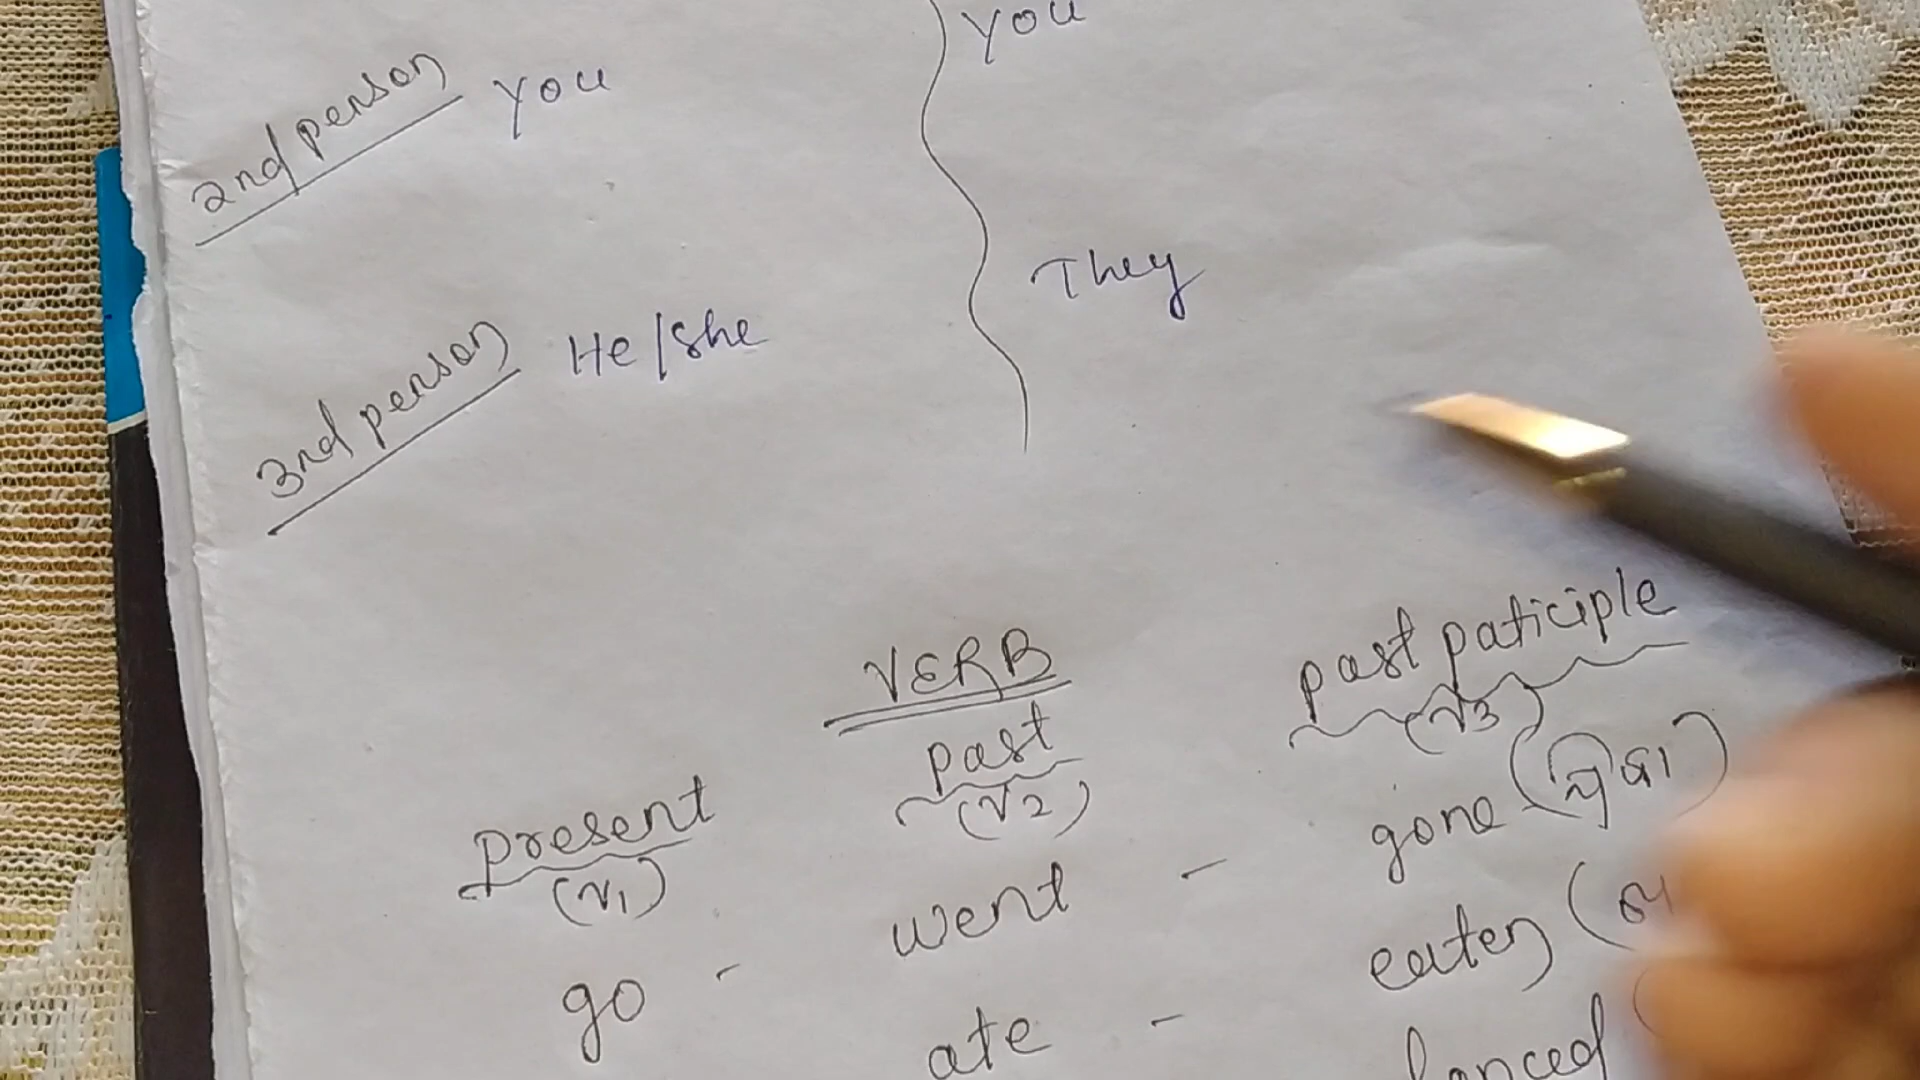 You
2nd person You
They
3rd person He/she
VERB
past paticiple
(V3)
past
(V2)
present
(V1)
go - went - gone (ଯିବା)
ate - eaten